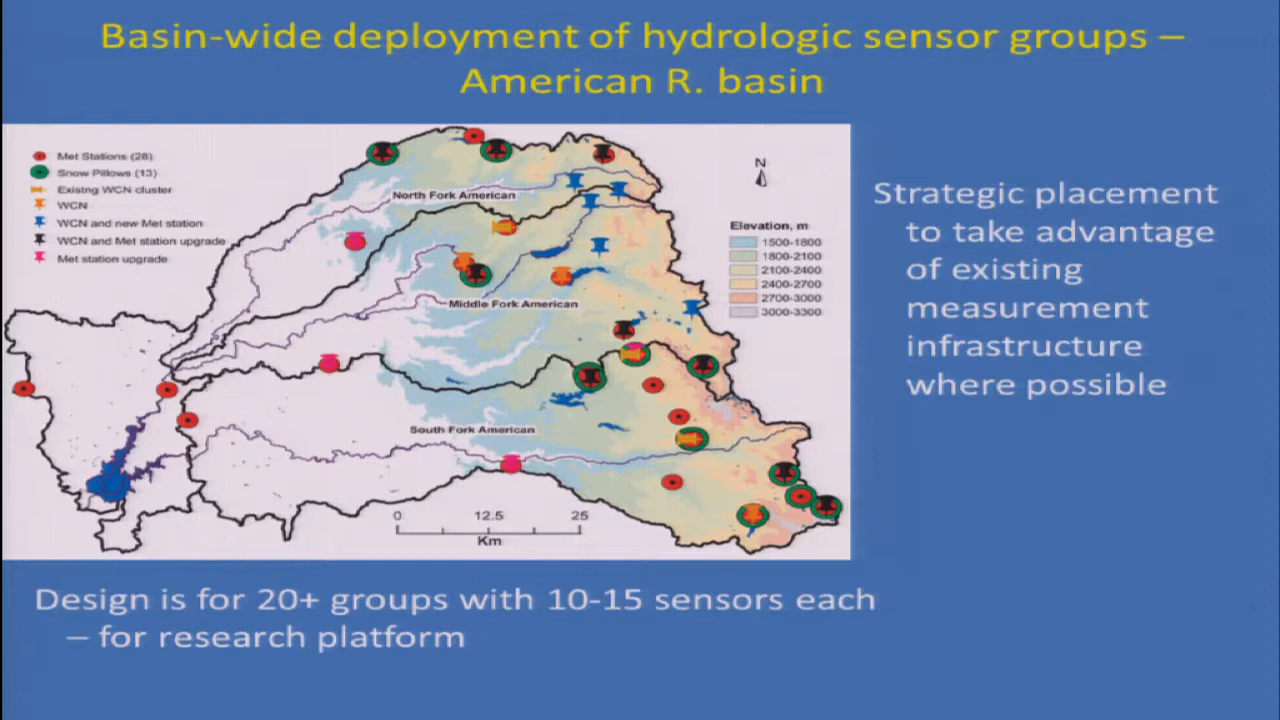 Basin-wide deployment of hydrologic sensor groups –
American R. basin
Met Stations (28)
Snow Pillows (13)
Existing WCN cluster
WCN
WCN and new Met station
WCN and Met station upgrade
Met station upgrade
North Fork American
Middle Fork American
South Fork American
N
Elevation, m
1500-1800
1800-2100
2100-2400
2400-2700
2700-3000
3000-3300
0 12.5 25
Km
Strategic placement
to take advantage
of existing
measurement
infrastructure
where possible
Design is for 20+ groups with 10-15 sensors each
– for research platform